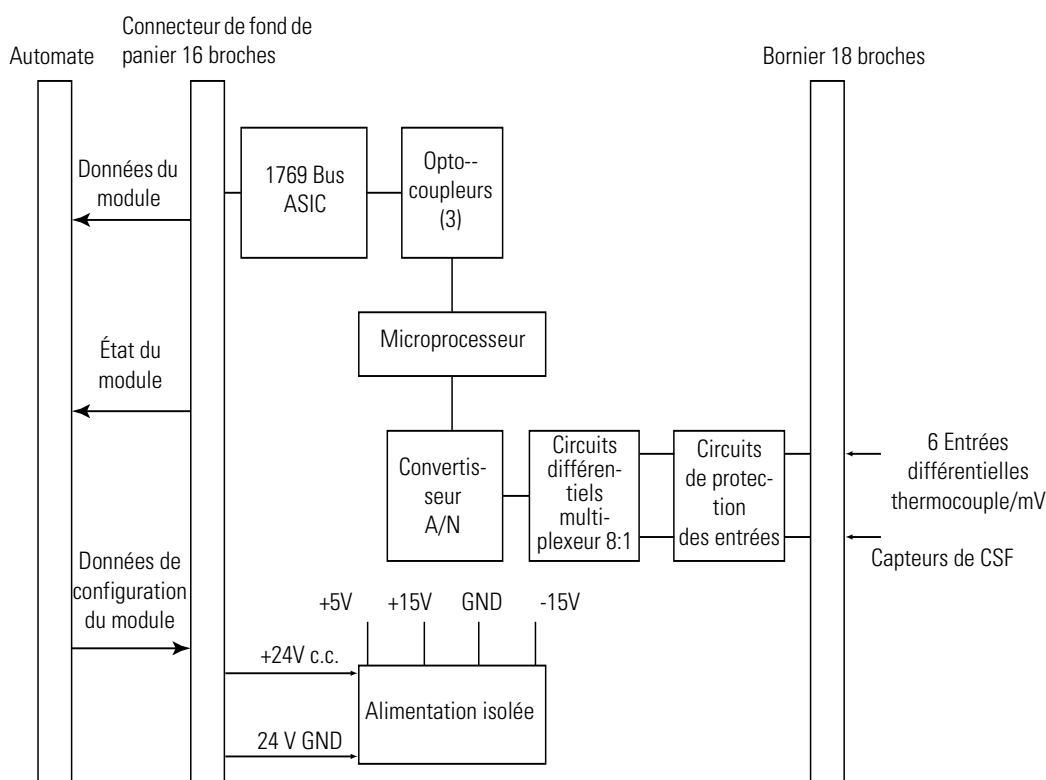 Connecteur de fond de
panier 16 broches
Automate
Bornier 18 broches
Données du
module
1769 Bus
ASIC
Opto--
coupleurs
(3)
Microprocesseur
État du
module
Convertis-
seur
A/N
Circuits
différen-
tiels
multi-
plexeur 8:1
Circuits
de protec-
tion
des entrées
6 Entrées
différentielles
thermocouple/mV
Capteurs de CSF
Données de
configuration
du module
+5V
+15V
GND
-15V
+24V c.c.
Alimentation isolée
24 V GND